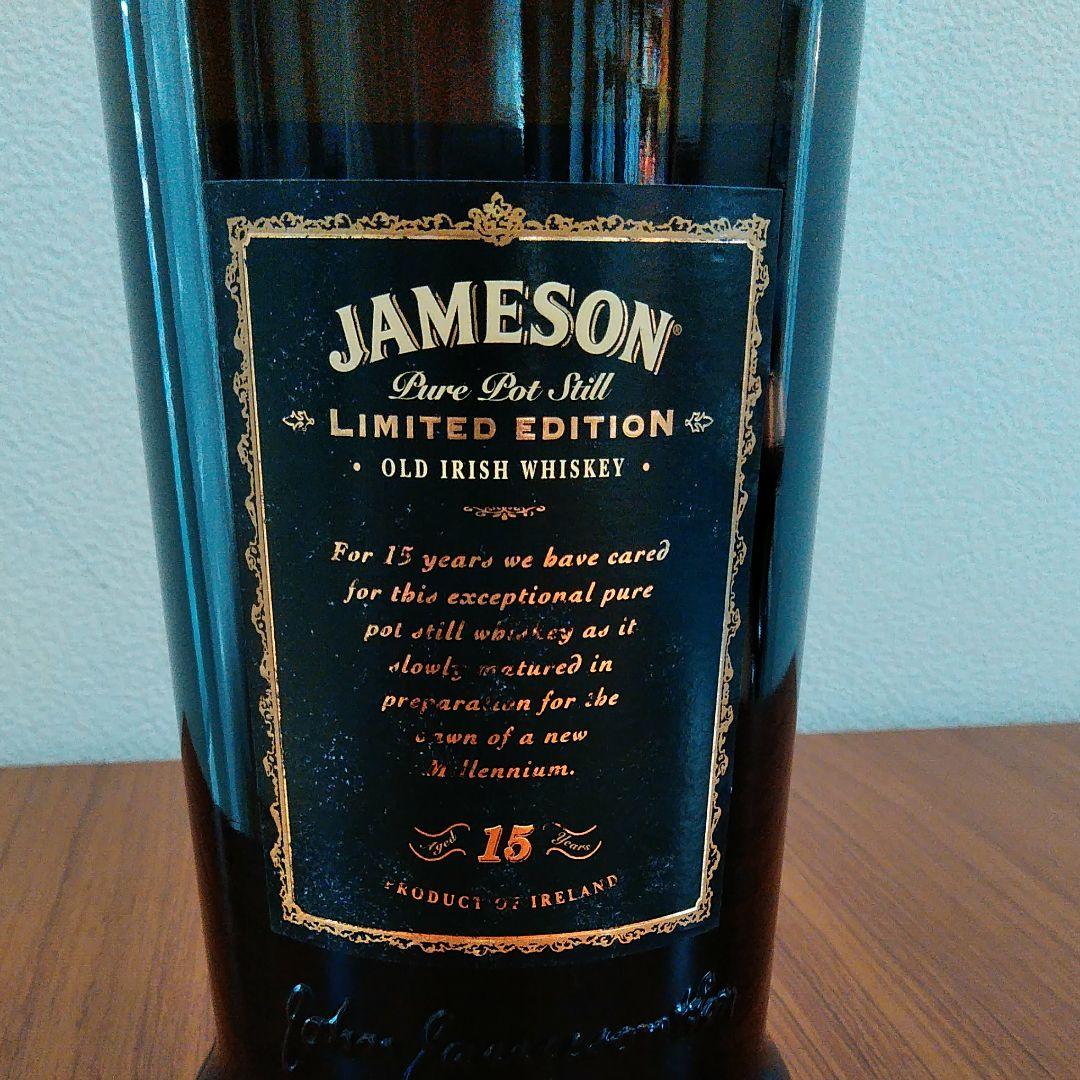 JAMESON®
Pure Pot Still
LIMITED EDITION
• OLD IRISH WHISKEY •
For 15 years we have cared
for this exceptional pure
pot still whiskey as it
slowly matured in
preparation for the
dawn of a new
Millennium.
Aged 15 Years
PRODUCT OF IRELAND
John Jameson